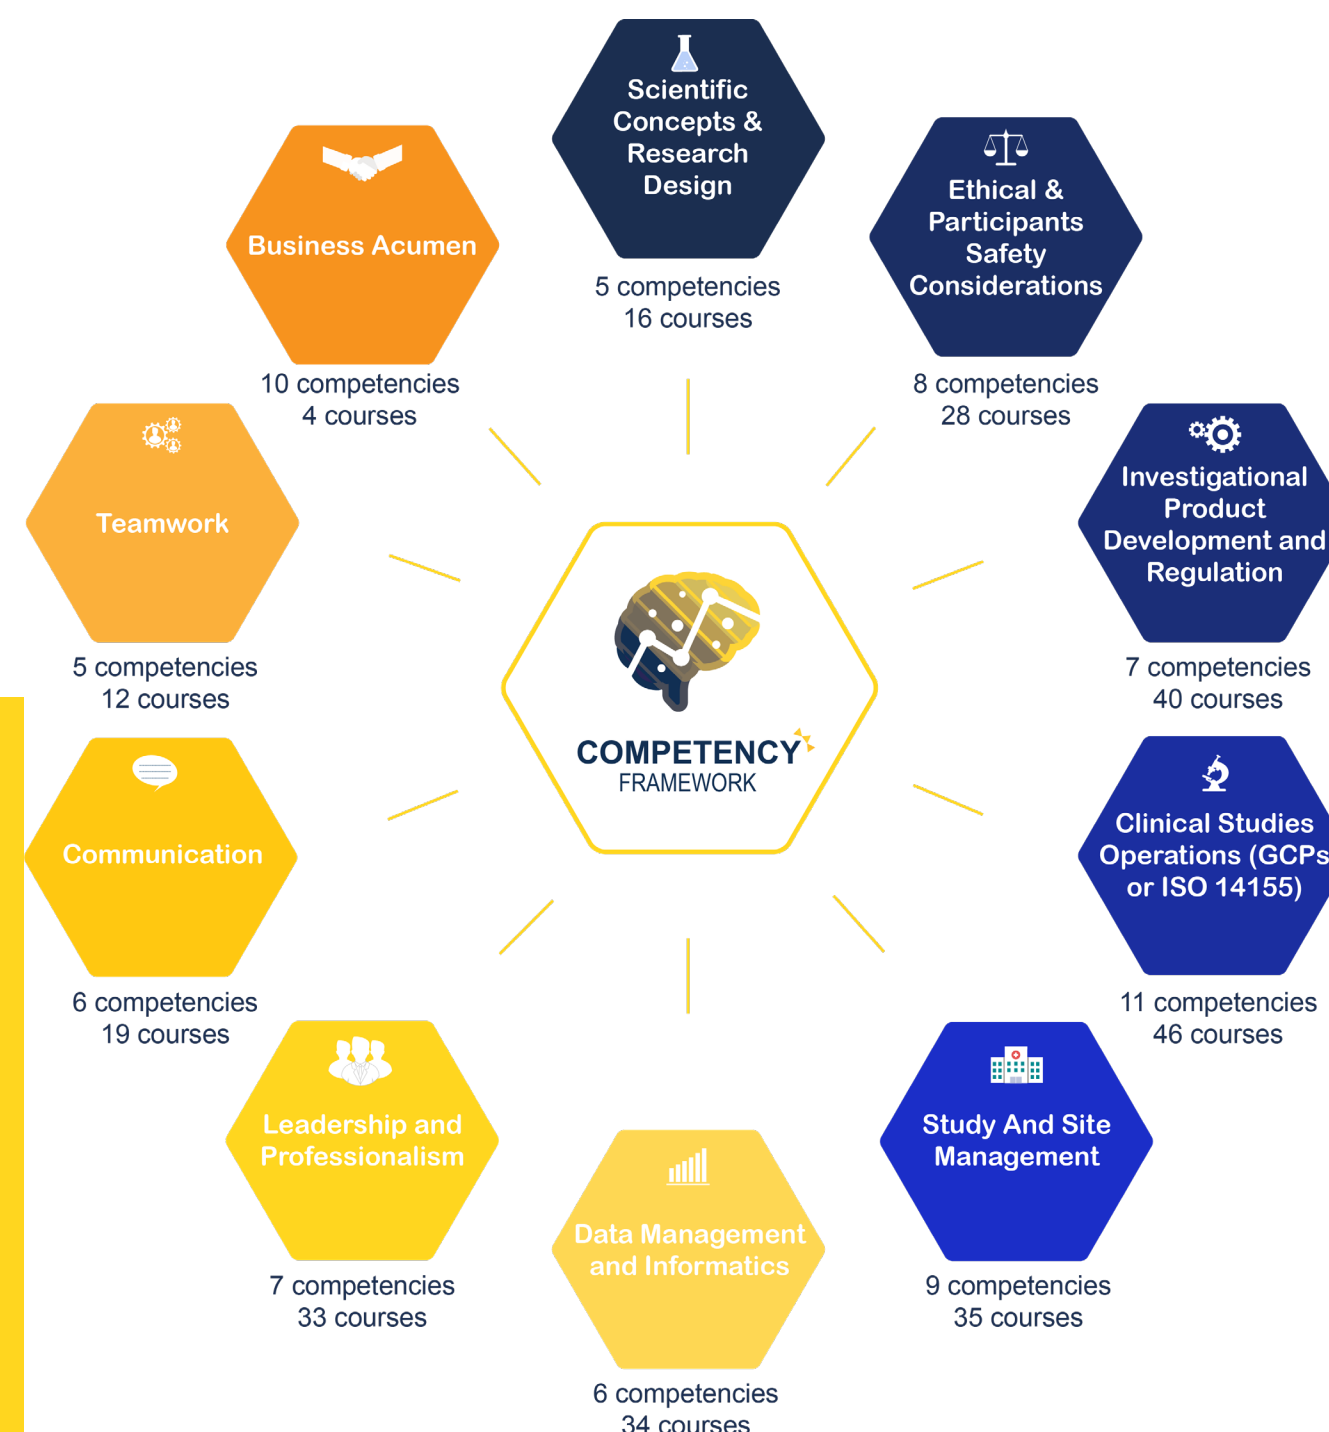 Scientific
Concepts &
Research
Design
5 competencies
16 courses
Ethical &
Participants
Safety
Considerations
8 competencies
28 courses
Investigational
Product
Development and
Regulation
7 competencies
40 courses
Clinical Studies
Operations (GCPs
or ISO 14155)
11 competencies
46 courses
Study And Site
Management
9 competencies
35 courses
Data Management
and Informatics
6 competencies
34 courses
Leadership and
Professionalism
7 competencies
33 courses
Communication
6 competencies
19 courses
Teamwork
5 competencies
12 courses
Business Acumen
10 competencies
4 courses
COMPETENCY
FRAMEWORK